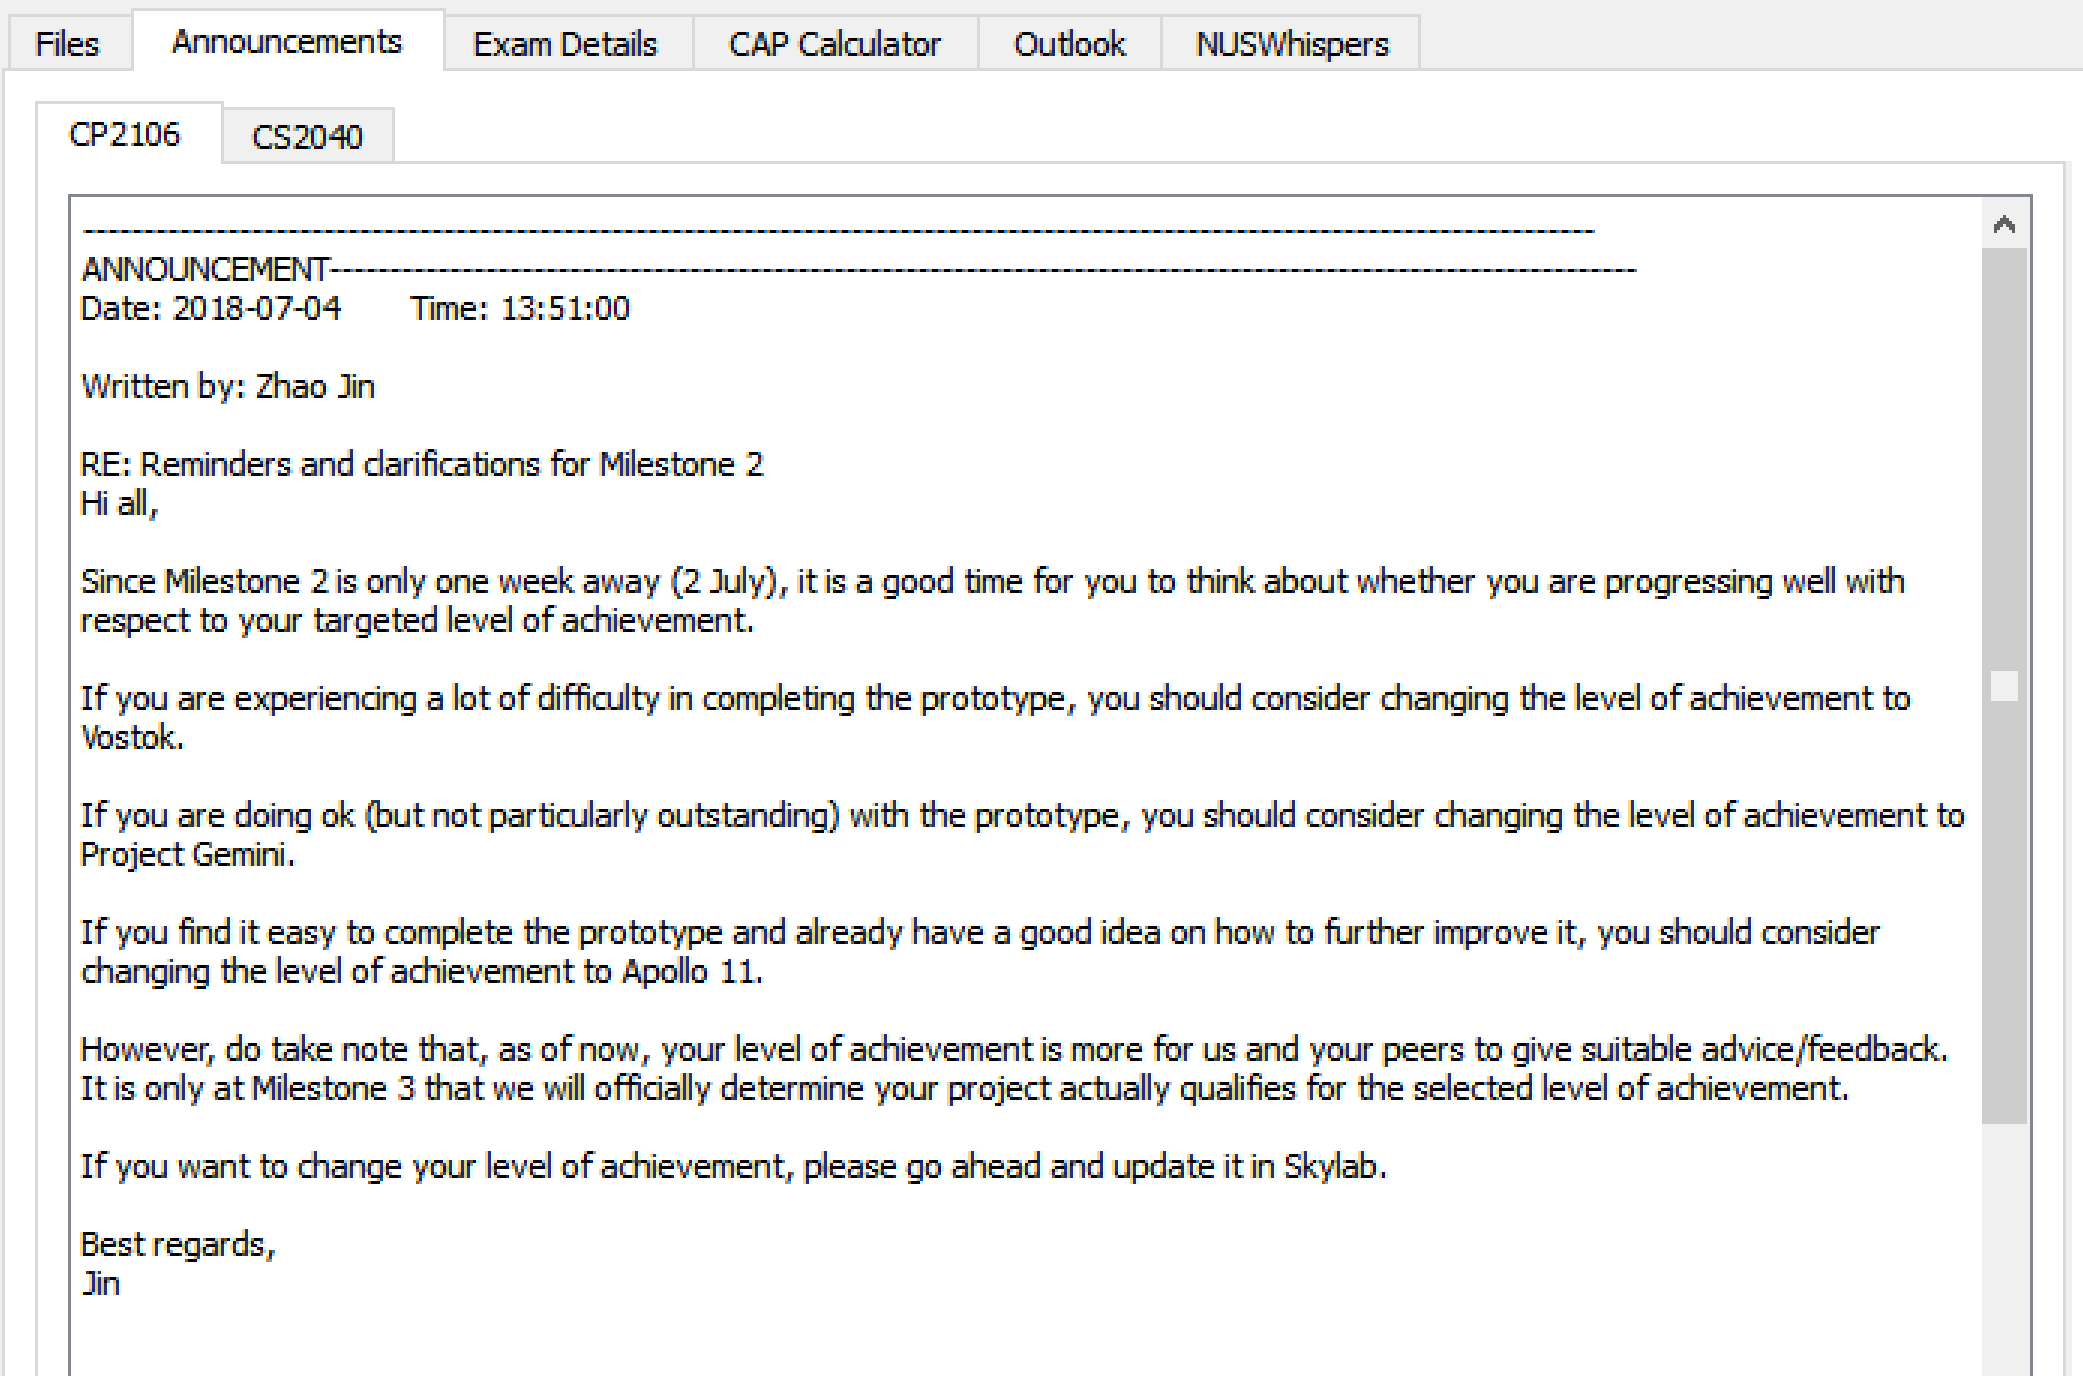 Files Announcements Exam Details CAP Calculator Outlook NUSWhispers
CP2106 CS2040
--------------------------------------------------------------------------------------------------------------------------------
ANNOUNCEMENT--------------------------------------------------------------------------------------------------------------
Date: 2018-07-04 Time: 13:51:00
Written by: Zhao Jin
RE: Reminders and clarifications for Milestone 2
Hi all,
Since Milestone 2 is only one week away (2 July), it is a good time for you to think about whether you are progressing well with
respect to your targeted level of achievement.
If you are experiencing a lot of difficulty in completing the prototype, you should consider changing the level of achievement to
Vostok.
If you are doing ok (but not particularly outstanding) with the prototype, you should consider changing the level of achievement to
Project Gemini.
If you find it easy to complete the prototype and already have a good idea on how to further improve it, you should consider
changing the level of achievement to Apollo 11.
However, do take note that, as of now, your level of achievement is more for us and your peers to give suitable advice/feedback.
It is only at Milestone 3 that we will officially determine your project actually qualifies for the selected level of achievement.
If you want to change your level of achievement, please go ahead and update it in Skylab.
Best regards,
Jin